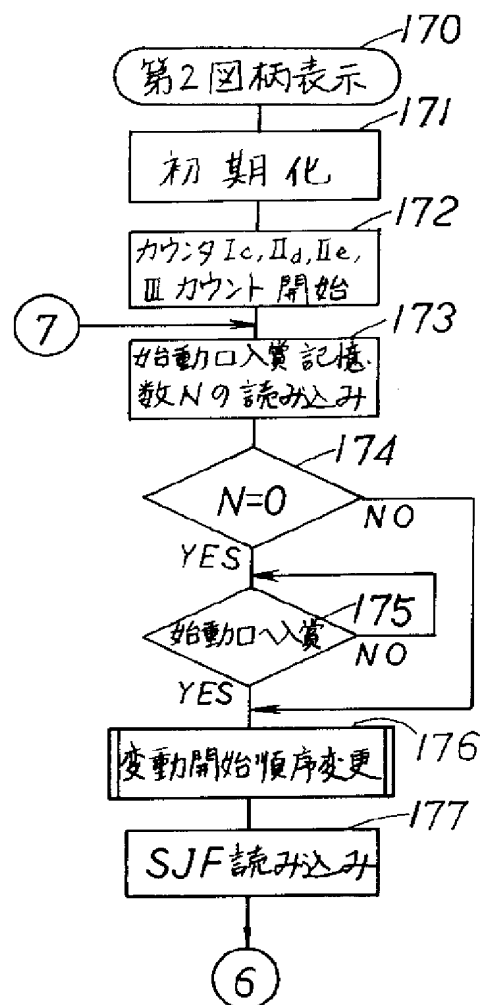 170
第2図柄表示
171
初期化
172
カウンタIc,IId,IIe,
IIIカウント開始
7
173
始動口入賞記憶
数Nの読み込み
174
N=0
NO
YES
175
始動口へ入賞
NO
YES
176
変動開始順序変更
177
SJF読み込み
6